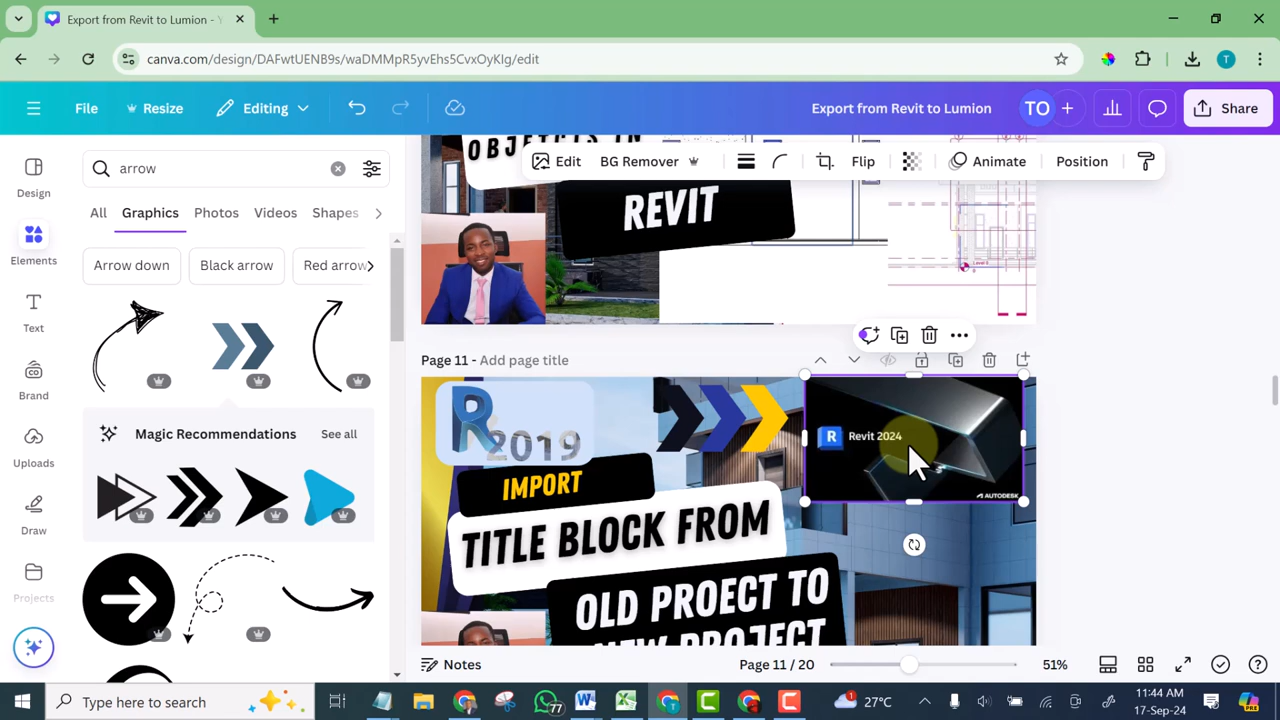 Export from Revit to Lumion - Y
canva.com/design/DAFwtUENB9s/waDMMpR5yvEhs5CvxOyKIg/edit
T
File
Resize
Editing
Export from Revit to Lumion
TO
Share
Design
Elements
Text
Brand
Uploads
Draw
Projects
arrow
All
Graphics
Photos
Videos
Shapes
Arrow down
Black arrow
Red arrow
Magic Recommendations
See all
Edit
BG Remover
Flip
Animate
Position
OBJECTS IN
REVIT
Page 11 - Add page title
R
2019
R Revit 2024
AUTODESK
IMPORT
TITLE BLOCK FROM
OLD PROECT TO
NEW PROJECT
Notes
Page 11 / 20
51%
Type here to search
77
27°C
11:44 AM
17-Sep-24